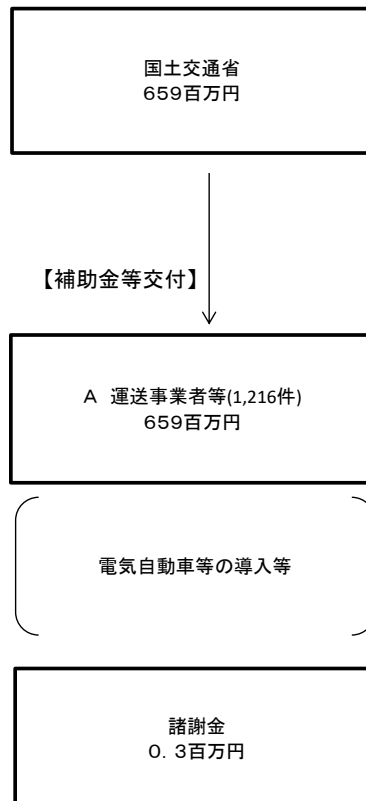 国土交通省
６５９百万円
【補助金等交付】
Ａ 運送事業者等(1,216件)
６５９百万円
電気自動車等の導入等
諸謝金
０．３百万円